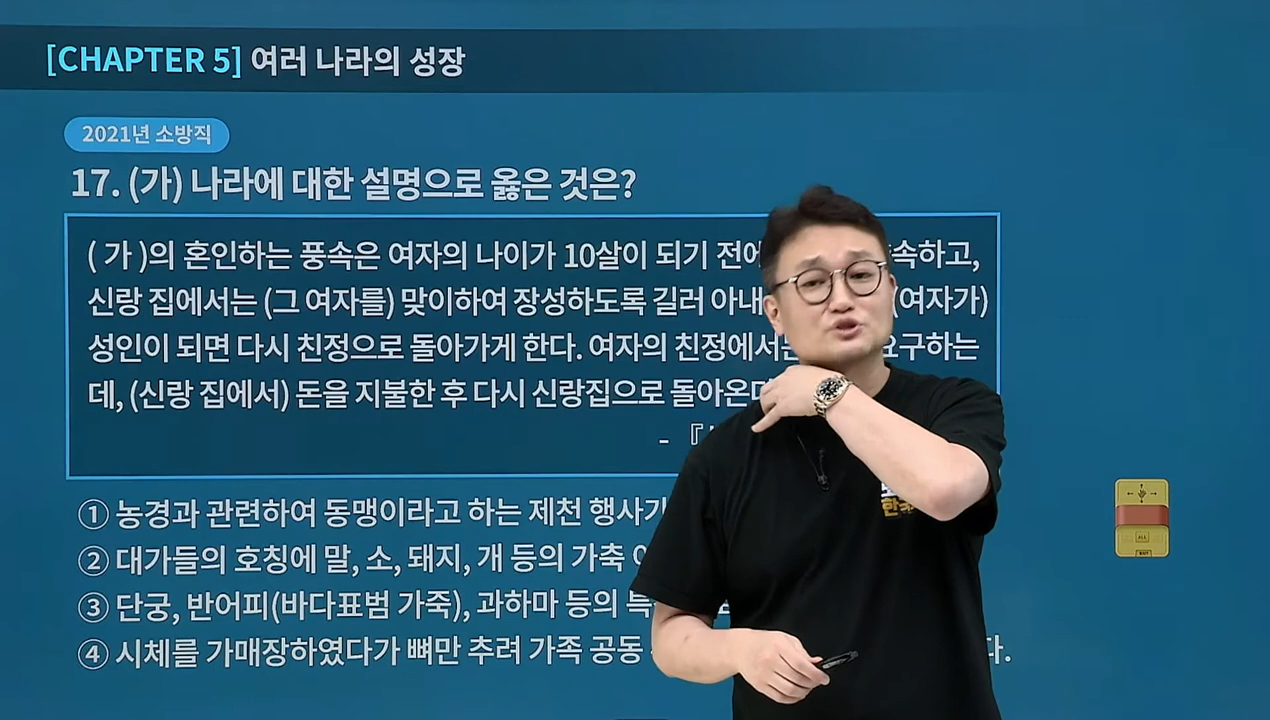 [CHAPTER 5] 여러 나라의 성장
2021년 소방직
17. (가) 나라에 대한 설명으로 옳은 것은?
( 가 )의 혼인하는 풍속은 여자의 나이가 10살이 되기 전에
신랑 집에서는 (그 여자를) 맞이하여 장성하도록 길러 (여자가)
성인이 되면 다시 친정으로 돌아가게 한다. 여자의 친정에서는 요구하는
데, (신랑 집에서) 돈을 지불한 후 다시 신랑집으로
- 『
① 농경과 관련하여 동맹이라고 하는 제천 행사가
② 대가들의 호칭에 말, 소, 돼지, 개 등의 가축
③ 단궁, 반어피(바다표범 가죽), 과하마 등의
④ 시체를 가매장하였다가 뼈만 추려 가족 공동
ALL